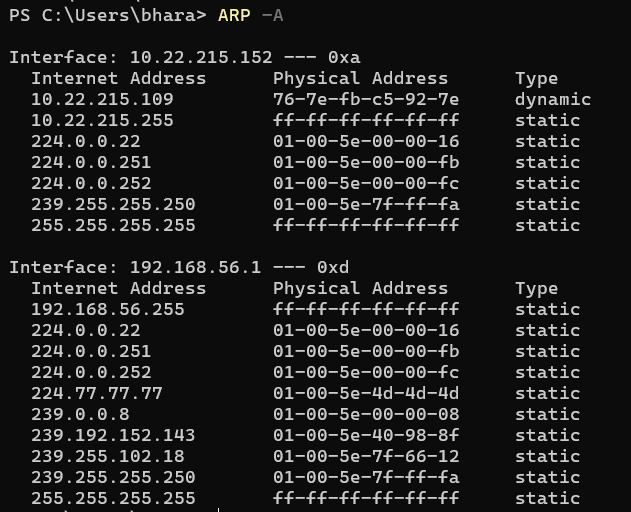 PS C:\Users\bhara> ARP -A
Interface: 10.22.215.152 --- 0xa
Internet Address Physical Address Type
10.22.215.109 76-7e-fb-c5-92-7e dynamic
10.22.215.255 ff-ff-ff-ff-ff-ff static
224.0.0.22 01-00-5e-00-00-16 static
224.0.0.251 01-00-5e-00-00-fb static
224.0.0.252 01-00-5e-00-00-fc static
239.255.255.250 01-00-5e-7f-ff-fa static
255.255.255.255 ff-ff-ff-ff-ff-ff static
Interface: 192.168.56.1 --- 0xd
Internet Address Physical Address Type
192.168.56.255 ff-ff-ff-ff-ff-ff static
224.0.0.22 01-00-5e-00-00-16 static
224.0.0.251 01-00-5e-00-00-fb static
224.0.0.252 01-00-5e-00-00-fc static
224.77.77.77 01-00-5e-4d-4d-4d static
239.0.0.8 01-00-5e-00-00-08 static
239.192.152.143 01-00-5e-40-98-8f static
239.255.102.18 01-00-5e-7f-66-12 static
239.255.255.250 01-00-5e-7f-ff-fa static
255.255.255.255 ff-ff-ff-ff-ff-ff static